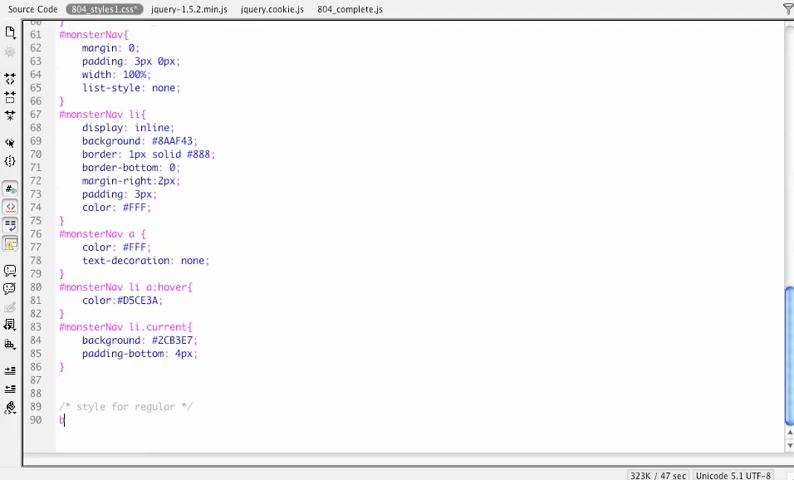 Source Code 804_styles1.css* jquery-1.5.2.min.js jquery.cookie.js 804_complete.js
60 }
61 #monsterNav{
62 margin: 0;
63 padding: 3px 0px;
64 width: 100%;
65 list-style: none;
66 }
67 #monsterNav li{
68 display: inline;
69 background: #8AAF43;
70 border: 1px solid #888;
71 border-bottom: 0;
72 margin-right:2px;
73 padding: 3px;
74 color: #FFF;
75 }
76 #monsterNav a {
77 color: #FFF;
78 text-decoration: none;
79 }
80 #monsterNav li a:hover{
81 color:#D5CE3A;
82 }
83 #monsterNav li.current{
84 background: #2CB3E7;
85 padding-bottom: 4px;
86 }
87
88
89 /* style for regular */
90 b
323K / 47 sec Unicode 5.1 UTF-8